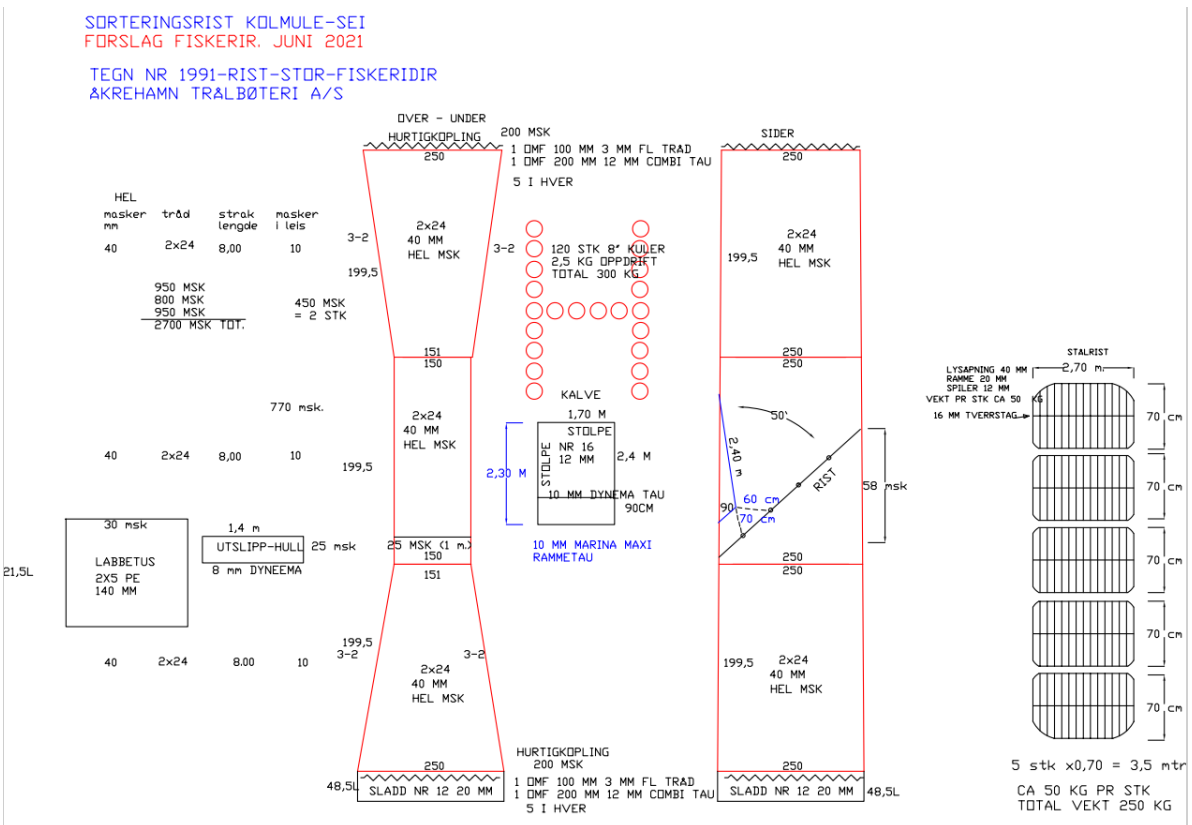 SORTERINGSRIST KOLMULE-SEI
FORSLAG FISKERIR. JUNI 2021
TEGN NR 1991-RIST-STOR-FISKERIDIR
ÅKREHAMN TRÅLBØTERI A/S
OVER - UNDER
HURTIGKOPLING
200 MSK
250
1 OMF 100 MM 3 MM FL TRÅD
1 OMF 200 MM 12 MM COMBI TAU
5 I HVER
SIDER
250
HEL
masker mm
tråd
strak lengde
masker i leis
40
2x24
8,00
10
950 MSK
800 MSK
950 MSK
2700 MSK TOT.
450 MSK
= 2 STK
3-2
199,5
2x24
40 MM
HEL MSK
3-2
120 STK 8" KULER
2,5 KG OPPDRIFT
TOTAL 300 KG
199,5
2x24
40 MM
HEL MSK
151
150
250
250
770 msk.
40
2x24
8,00
10
199,5
2x24
40 MM
HEL MSK
25 MSK (1 m.)
150
151
KALVE
1,70 M
STOLPE
STOLPE
NR 16
12 MM
2,4 M
2,30 M
10 MM DYNEMA TAU
90CM
10 MM MARINA MAXI
RAMMETAU
50'
2,40 m
90
60 cm
70 cm
RIST
58 msk
250
250
30 msk
LABBETUS
2X5 PE
140 MM
21,5L
1,4 m
UTSLIPP-HULL
25 msk
8 mm DYNEEMA
40
2x24
8.00
10
199,5
3-2
2x24
40 MM
HEL MSK
3-2
250
199,5
2x24
40 MM
HEL MSK
250
48,5L
SLADD NR 12 20 MM
HURTIGKOPLING
200 MSK
1 OMF 100 MM 3 MM FL TRÅD
1 OMF 200 MM 12 MM COMBI TAU
5 I HVER
SLADD NR 12 20 MM
48,5L
STÅLRIST
LYSÅPNING 40 MM
RAMME 20 MM
SPILER 12 MM
VEKT PR STK CA 50 KG
16 MM TVERRSTAG
2,70 m.
70 cm
70 cm
70 cm
70 cm
70 cm
5 stk x0,70 = 3,5 mtr
CA 50 KG PR STK
TOTAL VEKT 250 KG